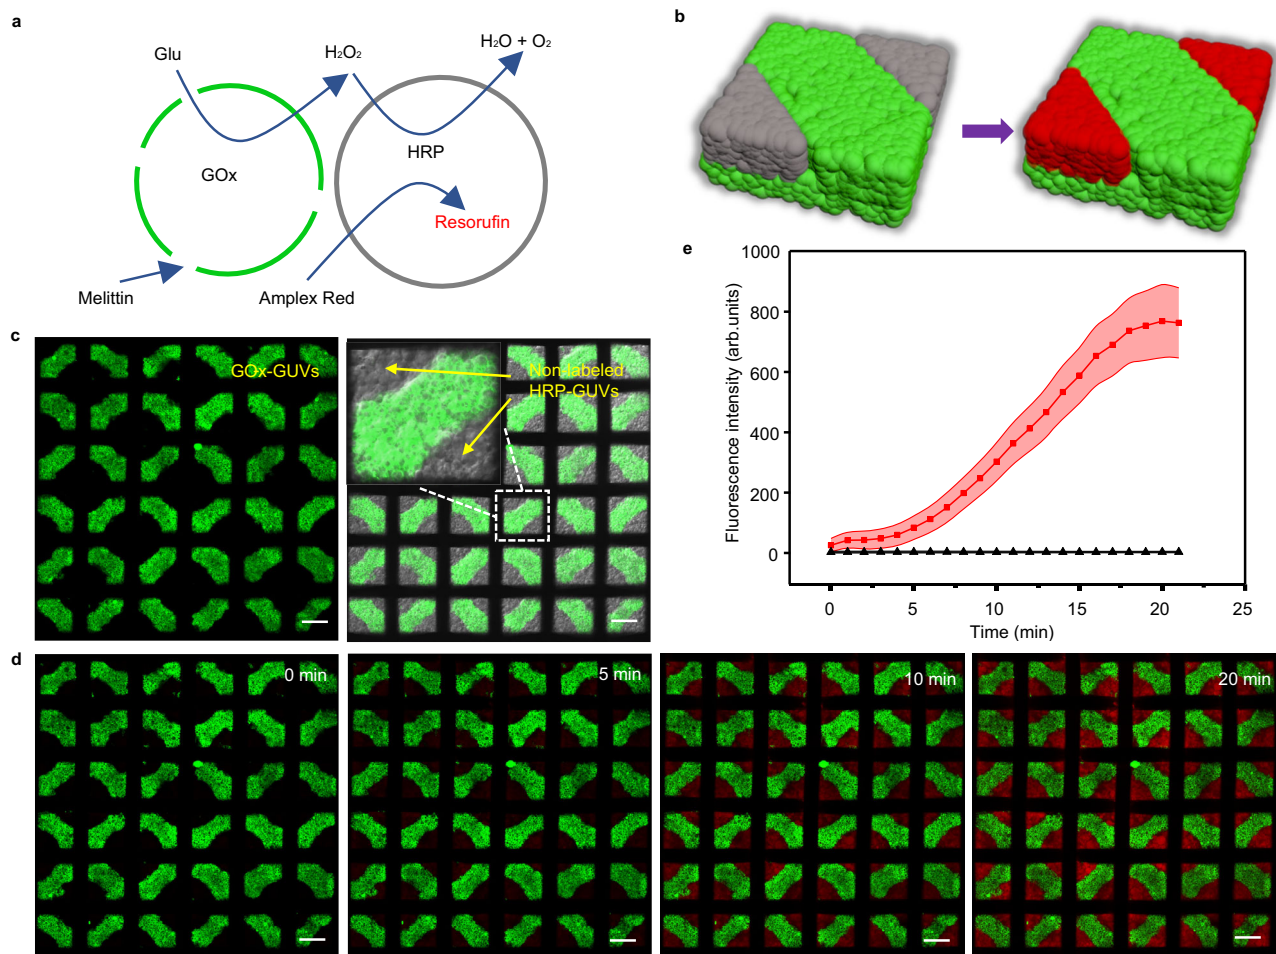 a
Glu
H₂O₂
H₂O + O₂
HRP
GOx
Resorufin
Melittin
Amplex Red
b
c
GOx-GUVs
Non-labeled
HRP-GUVs
d
0 min
5 min
10 min
20 min
e
Fluorescence intensity (arb.units)
1000
800
600
400
200
0
0
5
10
15
20
25
Time (min)